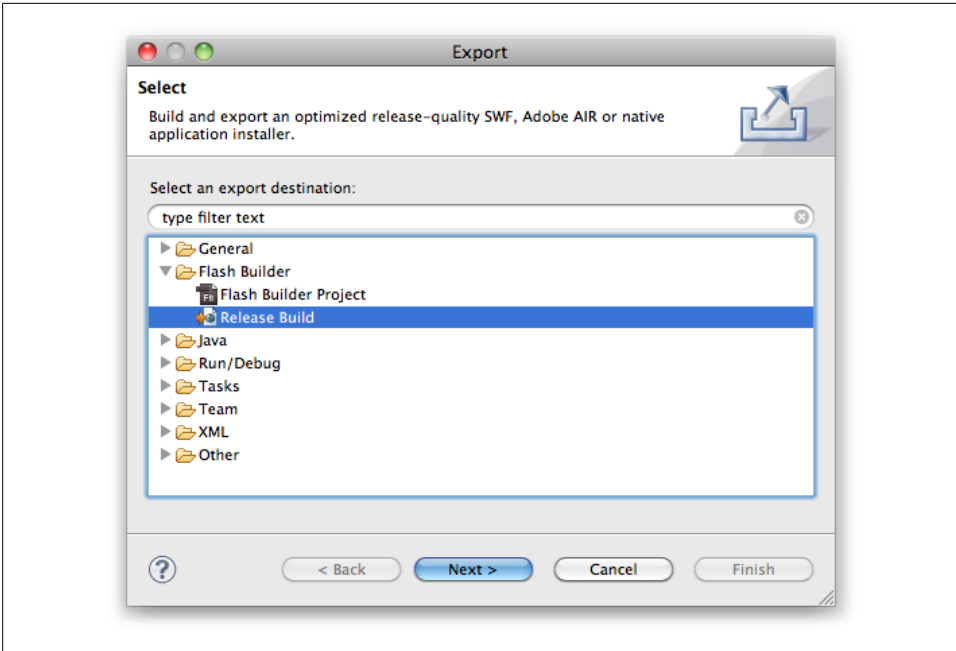 Export
Select
Build and export an optimized release-quality SWF, Adobe AIR or native
application installer.
Select an export destination:
type filter text
General
Flash Builder
Flash Builder Project
Release Build
Java
Run/Debug
Tasks
Team
XML
Other
?
< Back
Next >
Cancel
Finish